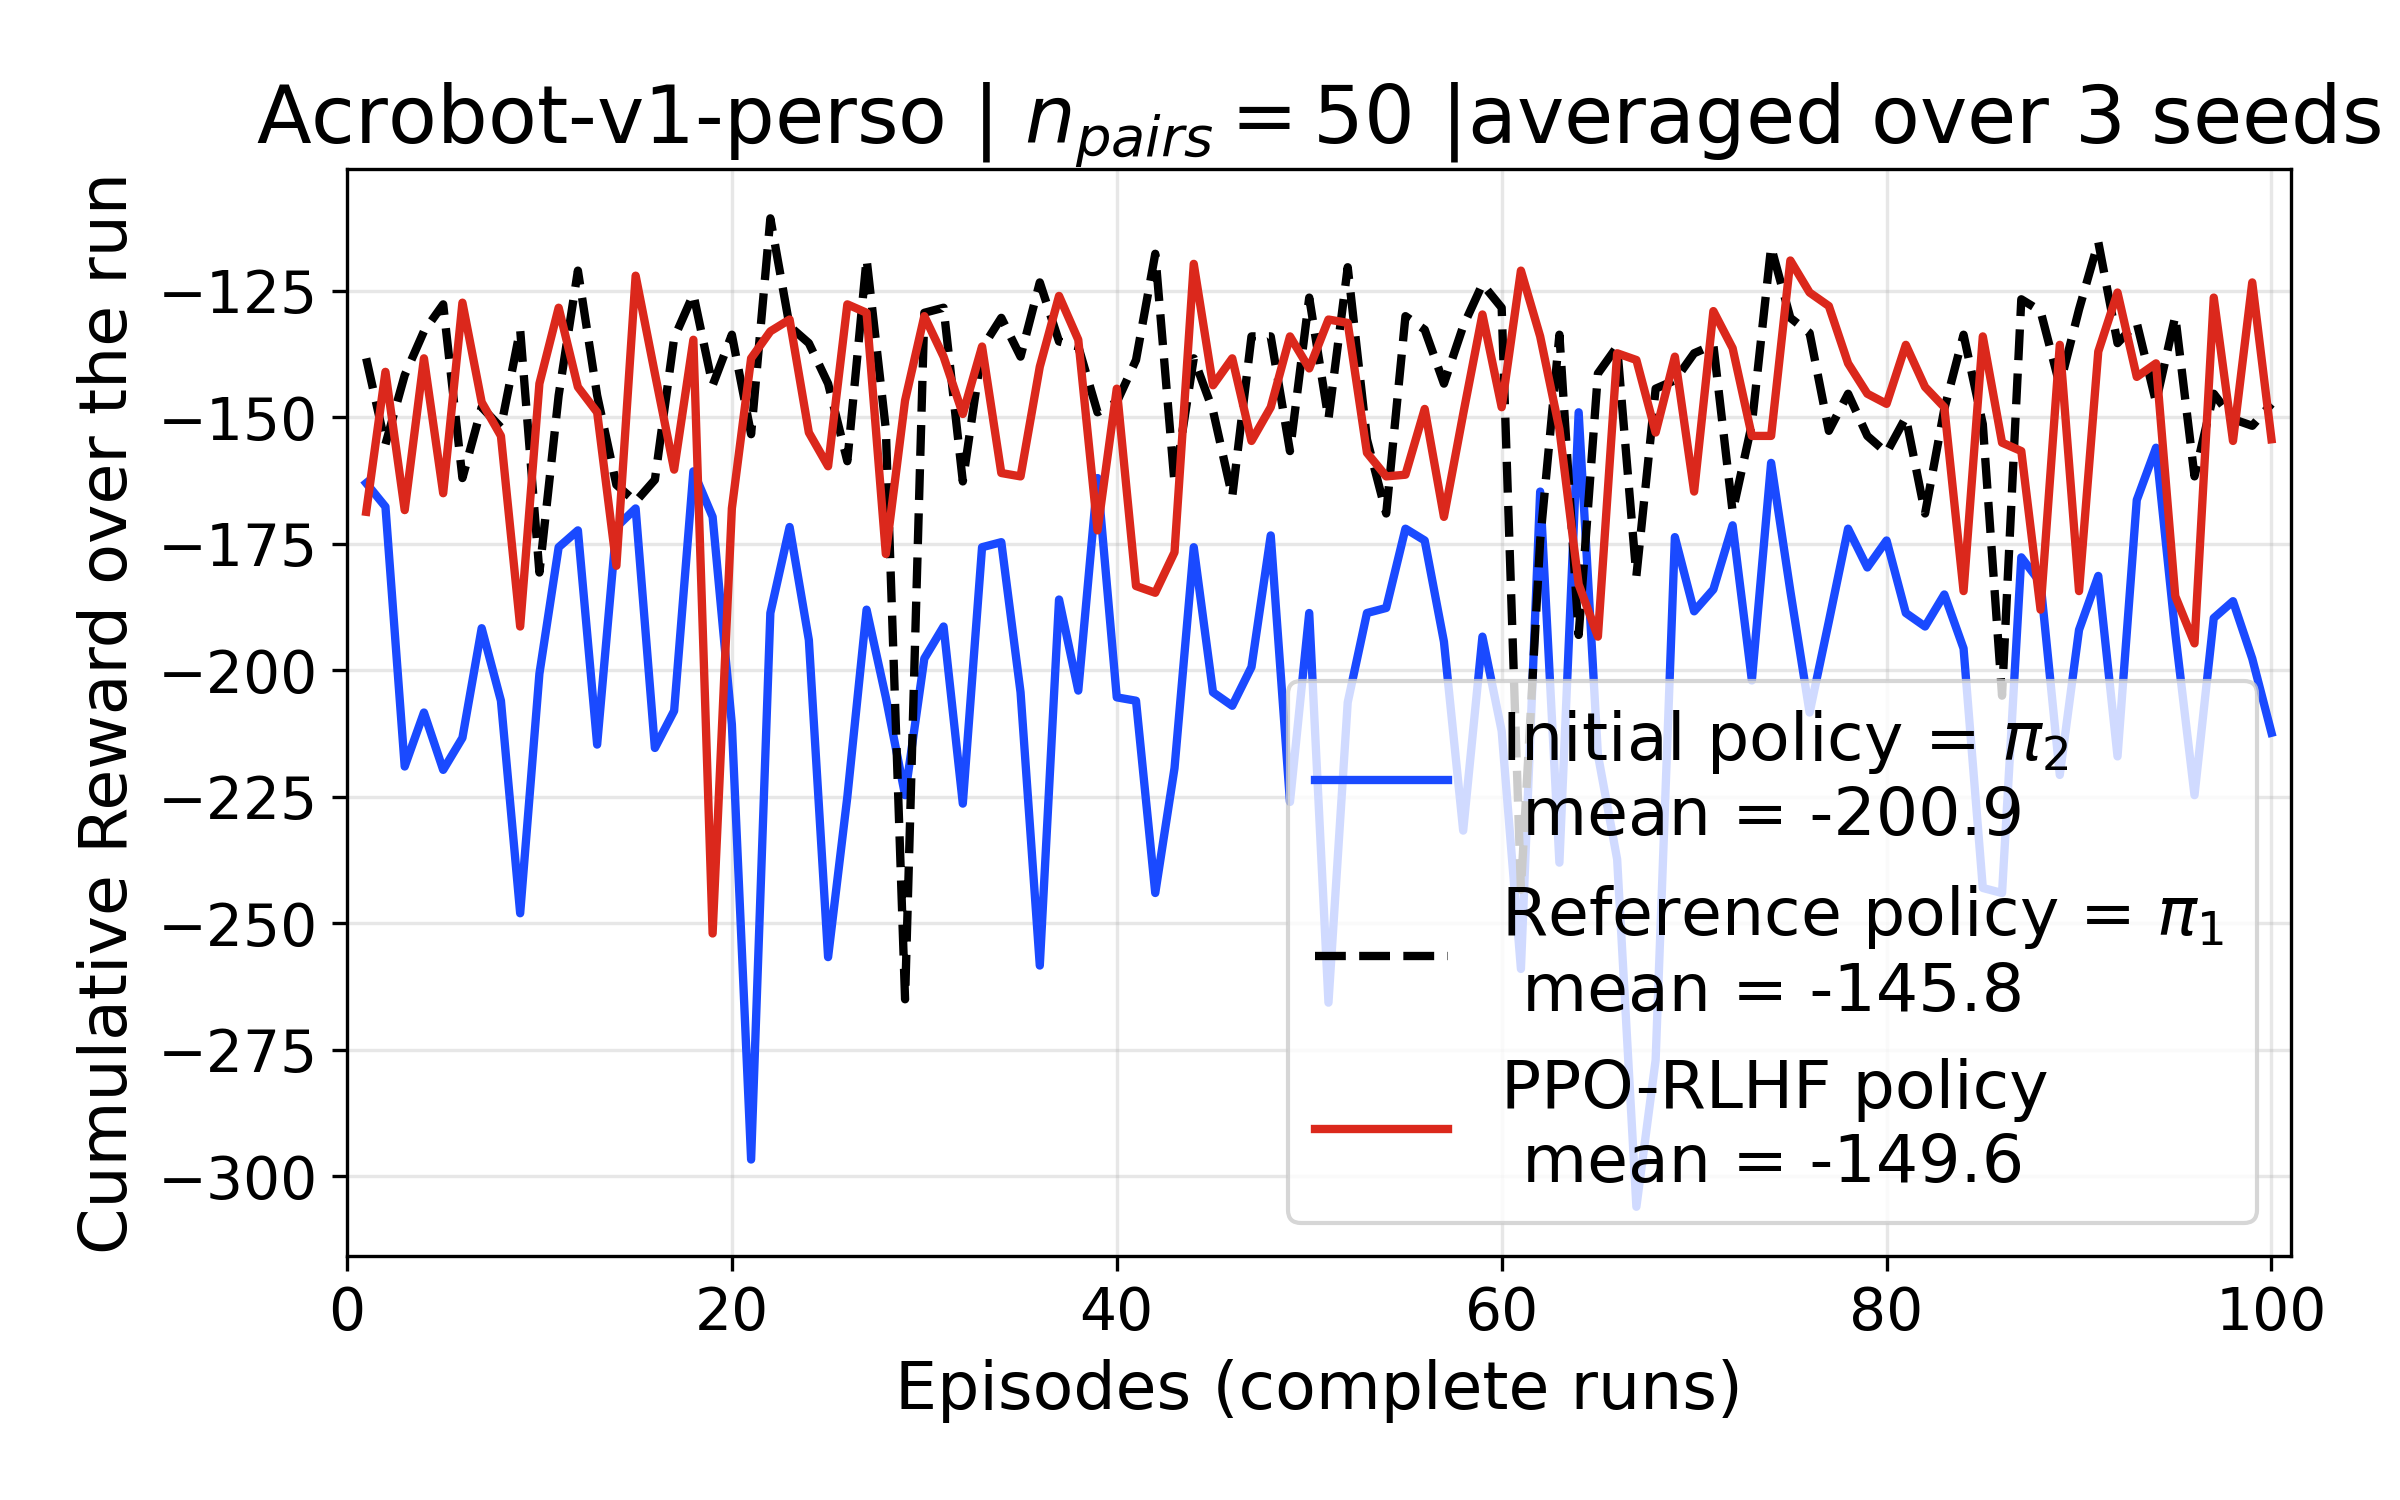 Acrobot-v1-perso | n_pairs = 50 |averaged over 3 seeds
Cumulative Reward over the run
−125
−150
−175
−200
−225
−250
−275
−300
Initial policy = π₂
mean = -200.9
Reference policy = π₁
mean = -145.8
PPO-RLHF policy
mean = -149.6
0 20 40 60 80 100
Episodes (complete runs)